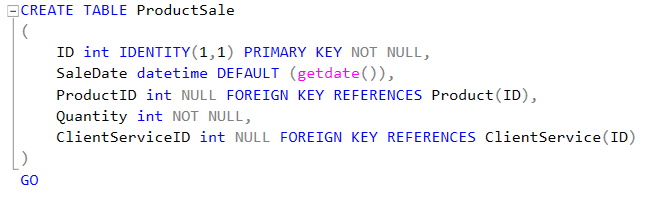 CREATE TABLE ProductSale
(
    ID int IDENTITY(1,1) PRIMARY KEY NOT NULL,
    SaleDate datetime DEFAULT (getdate()),
    ProductID int NULL FOREIGN KEY REFERENCES Product(ID),
    Quantity int NOT NULL,
    ClientServiceID int NULL FOREIGN KEY REFERENCES ClientService(ID)
)
GO